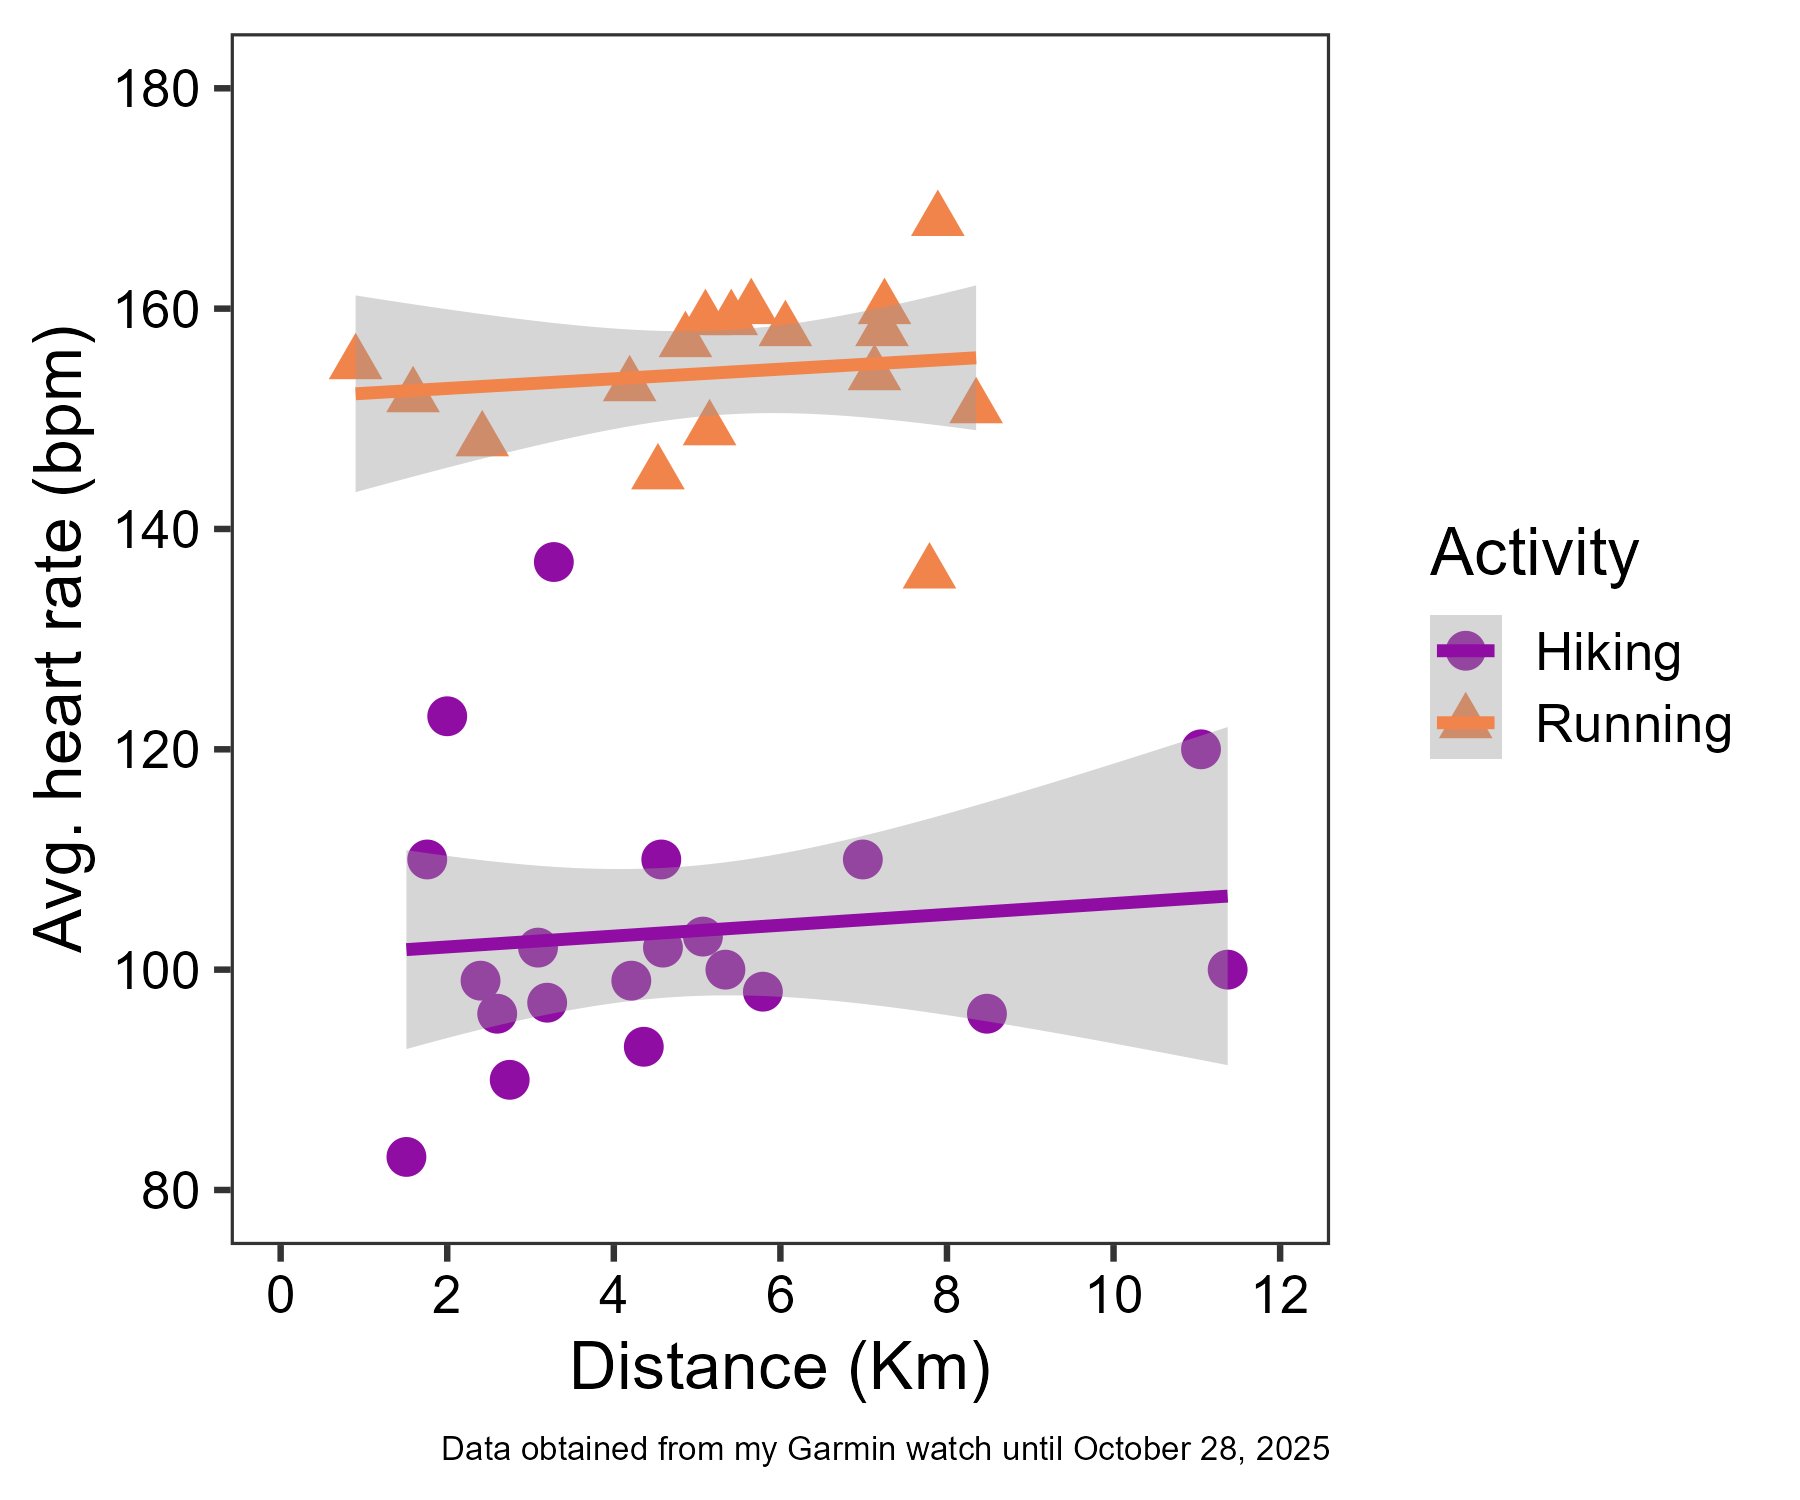 180
160
140
120
100
80
Avg. heart rate (bpm)
0 2 4 6 8 10 12
Distance (Km)
Activity
Hiking
Running
Data obtained from my Garmin watch until October 28, 2025